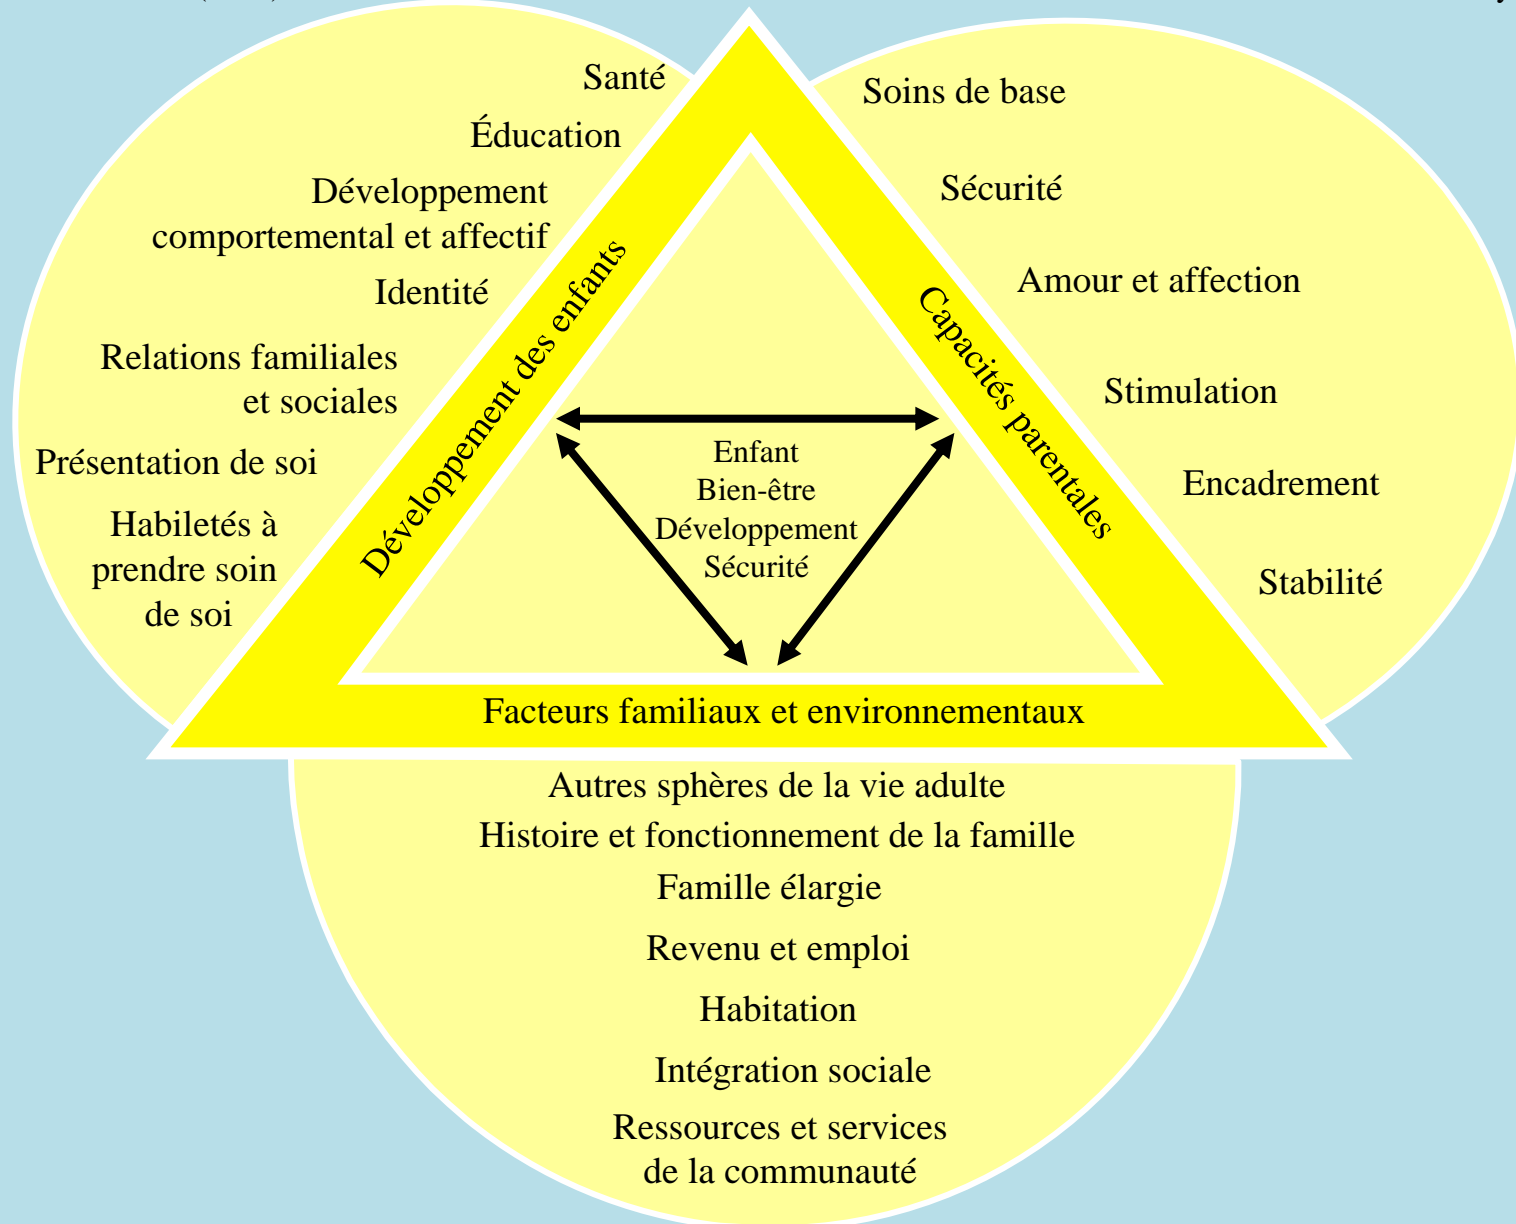 Santé
Éducation
Développement
comportemental et affectif
Identité
Relations familiales
et sociales
Présentation de soi
Habiletés à
prendre soin
de soi
Développement des enfants
Soins de base
Sécurité
Amour et affection
Stimulation
Encadrement
Stabilité
Capacités parentales
Enfant
Bien-être
Développement
Sécurité
Facteurs familiaux et environnementaux
Autres sphères de la vie adulte
Histoire et fonctionnement de la famille
Famille élargie
Revenu et emploi
Habitation
Intégration sociale
Ressources et services
de la communauté